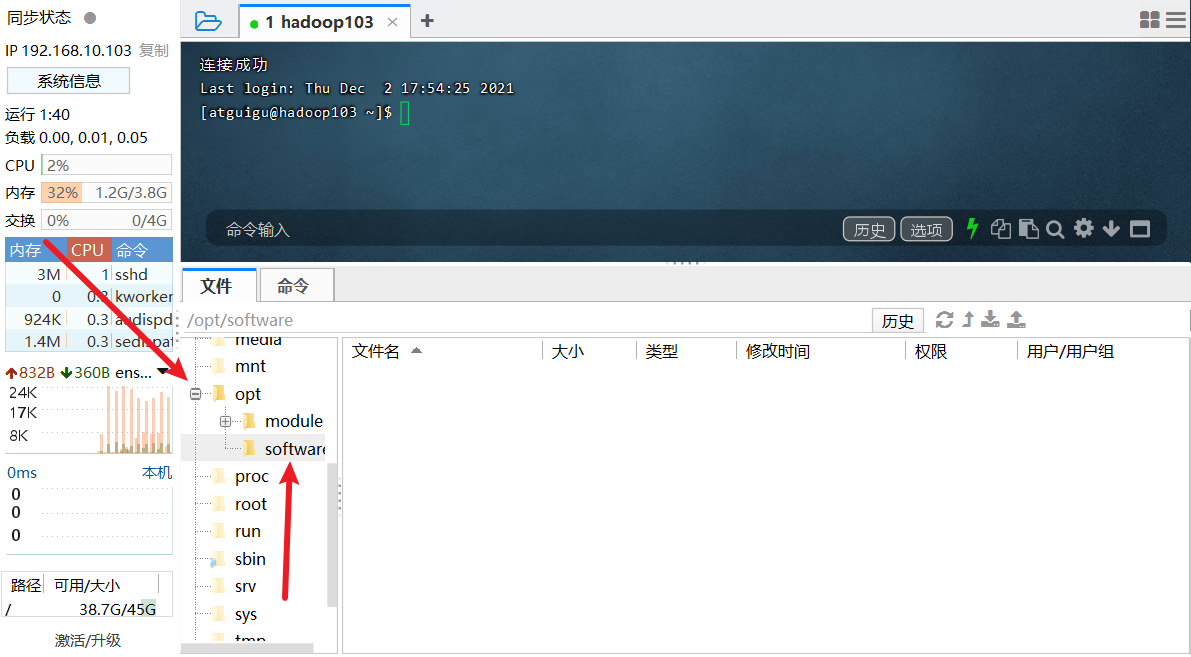 同步状态
IP 192.168.10.103 复制
系统信息
运行 1:40
负载 0.00, 0.01, 0.05
CPU 2%
内存 32% 1.2G/3.8G
交换 0% 0/4G
内存 CPU 命令
3M 1 sshd
0 0.3 kworker
924K 0.3 audispd
1.4M 0.3 sedispat
832B 360B ens...
24K
17K
8K
0ms 本机
0
0
0
路径 可用/大小
/ 38.7G/45G
激活/升级
1 hadoop103 × +
连接成功
Last login: Thu Dec  2 17:54:25 2021
[atguigu@hadoop103 ~]$
命令输入 历史 选项
文件 命令
/opt/software 历史
media
mnt
opt
module
software
proc
root
run
sbin
srv
sys
tmp
文件名 大小 类型 修改时间 权限 用户/用户组